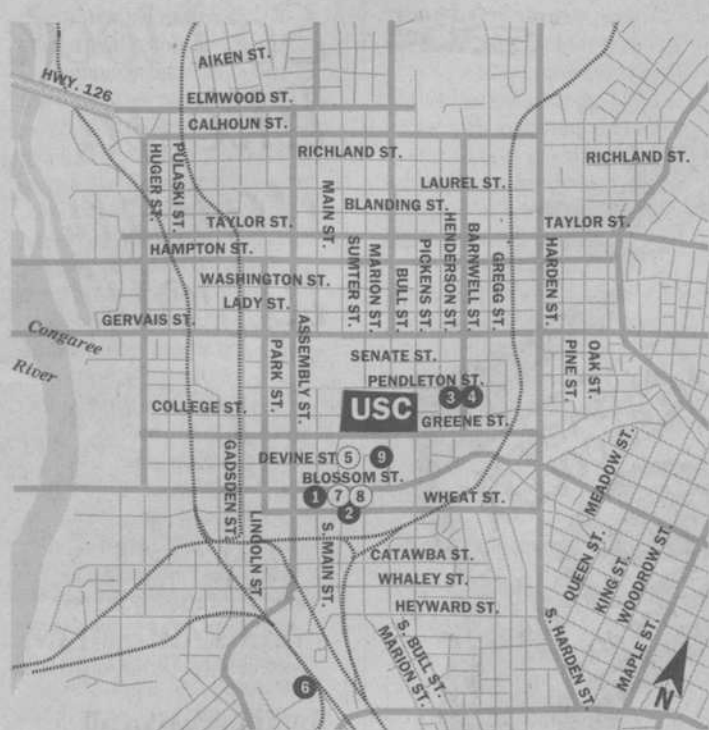 AIKEN ST.
HWY. 126
ELMWOOD ST.
CALHOUN ST.
HUGER ST.
PULASKI ST.
RICHLAND ST.
RICHLAND ST.
LAUREL ST.
MAIN ST.
BLANDING ST.
TAYLOR ST.
TAYLOR ST.
HAMPTON ST.
SUMTER ST.
MARION ST.
BULL ST.
PICKENS ST.
HENDERSON ST.
BARNWELL ST.
GREGG ST.
HARDEN ST.
WASHINGTON ST.
LADY ST.
GERVAIS ST.
Congaree
River
PARK ST.
ASSEMBLY ST.
SENATE ST.
PENDLETON ST.
PINE ST.
OAK ST.
COLLEGE ST.
USC
3
4
GREENE ST.
GADSDEN ST.
DEVINE ST.
5
9
BLOSSOM ST.
1
7
8
2
WHEAT ST.
LINCOLN ST
S. MAIN ST.
CATAWBA ST.
WHALEY ST.
HEYWARD ST.
S. BULL ST.
MARION ST.
QUEEN ST.
MEADOW ST.
KING ST.
WOODROW ST.
S. HARDEN ST.
MAPLE ST.
6
N